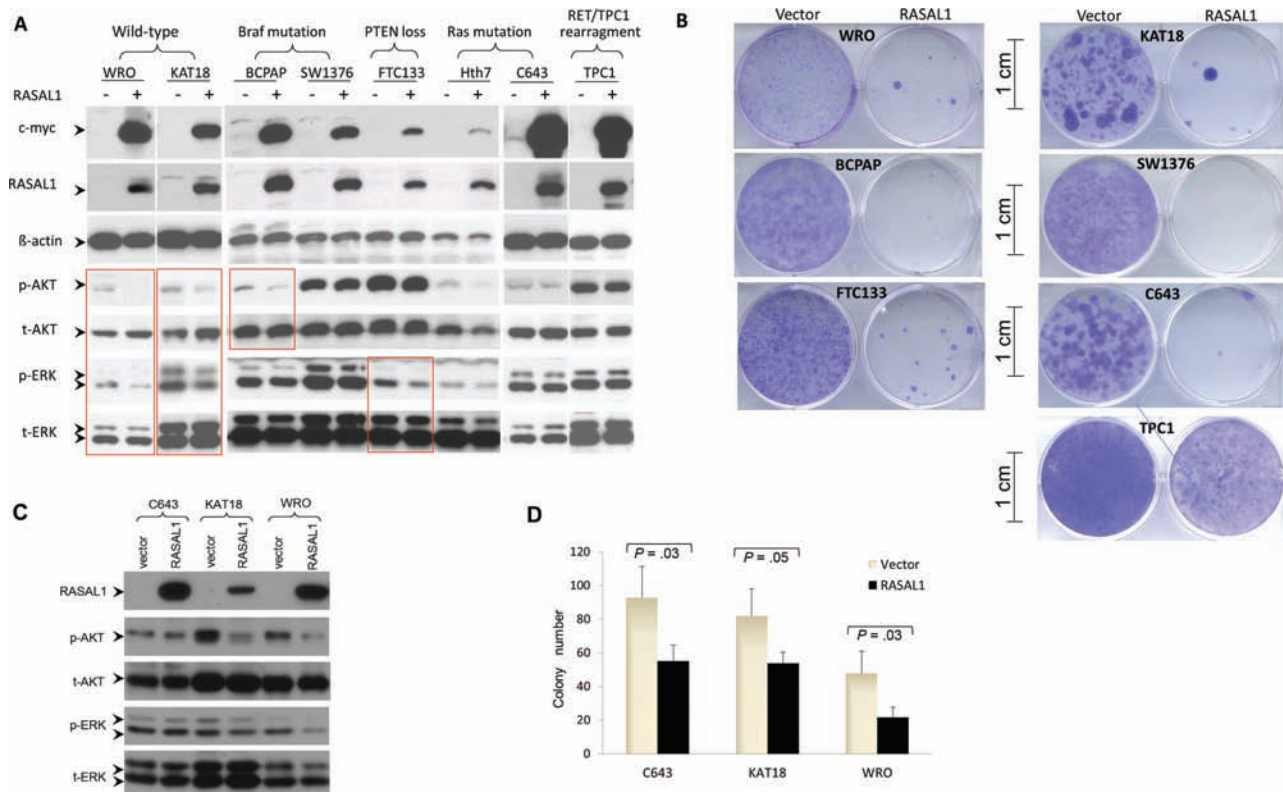 A
Wild-type Braf mutation PTEN loss Ras mutation RET/TPC1 rearragment
WRO KAT18 BCPAP SW1376 FTC133 Hth7 C643 TPC1
RASAL1 - + - + - + - + - + - + - + - +
c-myc
RASAL1
ß-actin
p-AKT
t-AKT
p-ERK
t-ERK
B
Vector RASAL1 Vector RASAL1
WRO KAT18
1 cm 1 cm
BCPAP SW1376
1 cm
FTC133 C643
1 cm
TPC1
1 cm
C
C643 KAT18 WRO
vector RASAL1 vector RASAL1 vector RASAL1
RASAL1
p-AKT
t-AKT
p-ERK
t-ERK
D
Colony number
120
100
80
60
40
20
0
P = .03
P = .05
P = .03
Vector
RASAL1
C643 KAT18 WRO